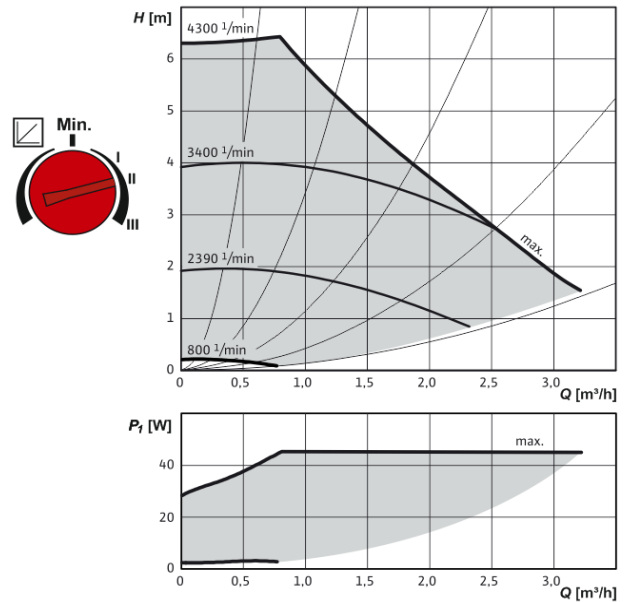 H [m]
4300 1/min
6
5
4
3
2
1
0
3400 1/min
2390 1/min
800 1/min
max.
0
0,5
1,0
1,5
2,0
2,5
3,0
Q [m³/h]
Min.
I
II
III
P1 [W]
max.
40
20
0
0
0,5
1,0
1,5
2,0
2,5
3,0
Q [m³/h]